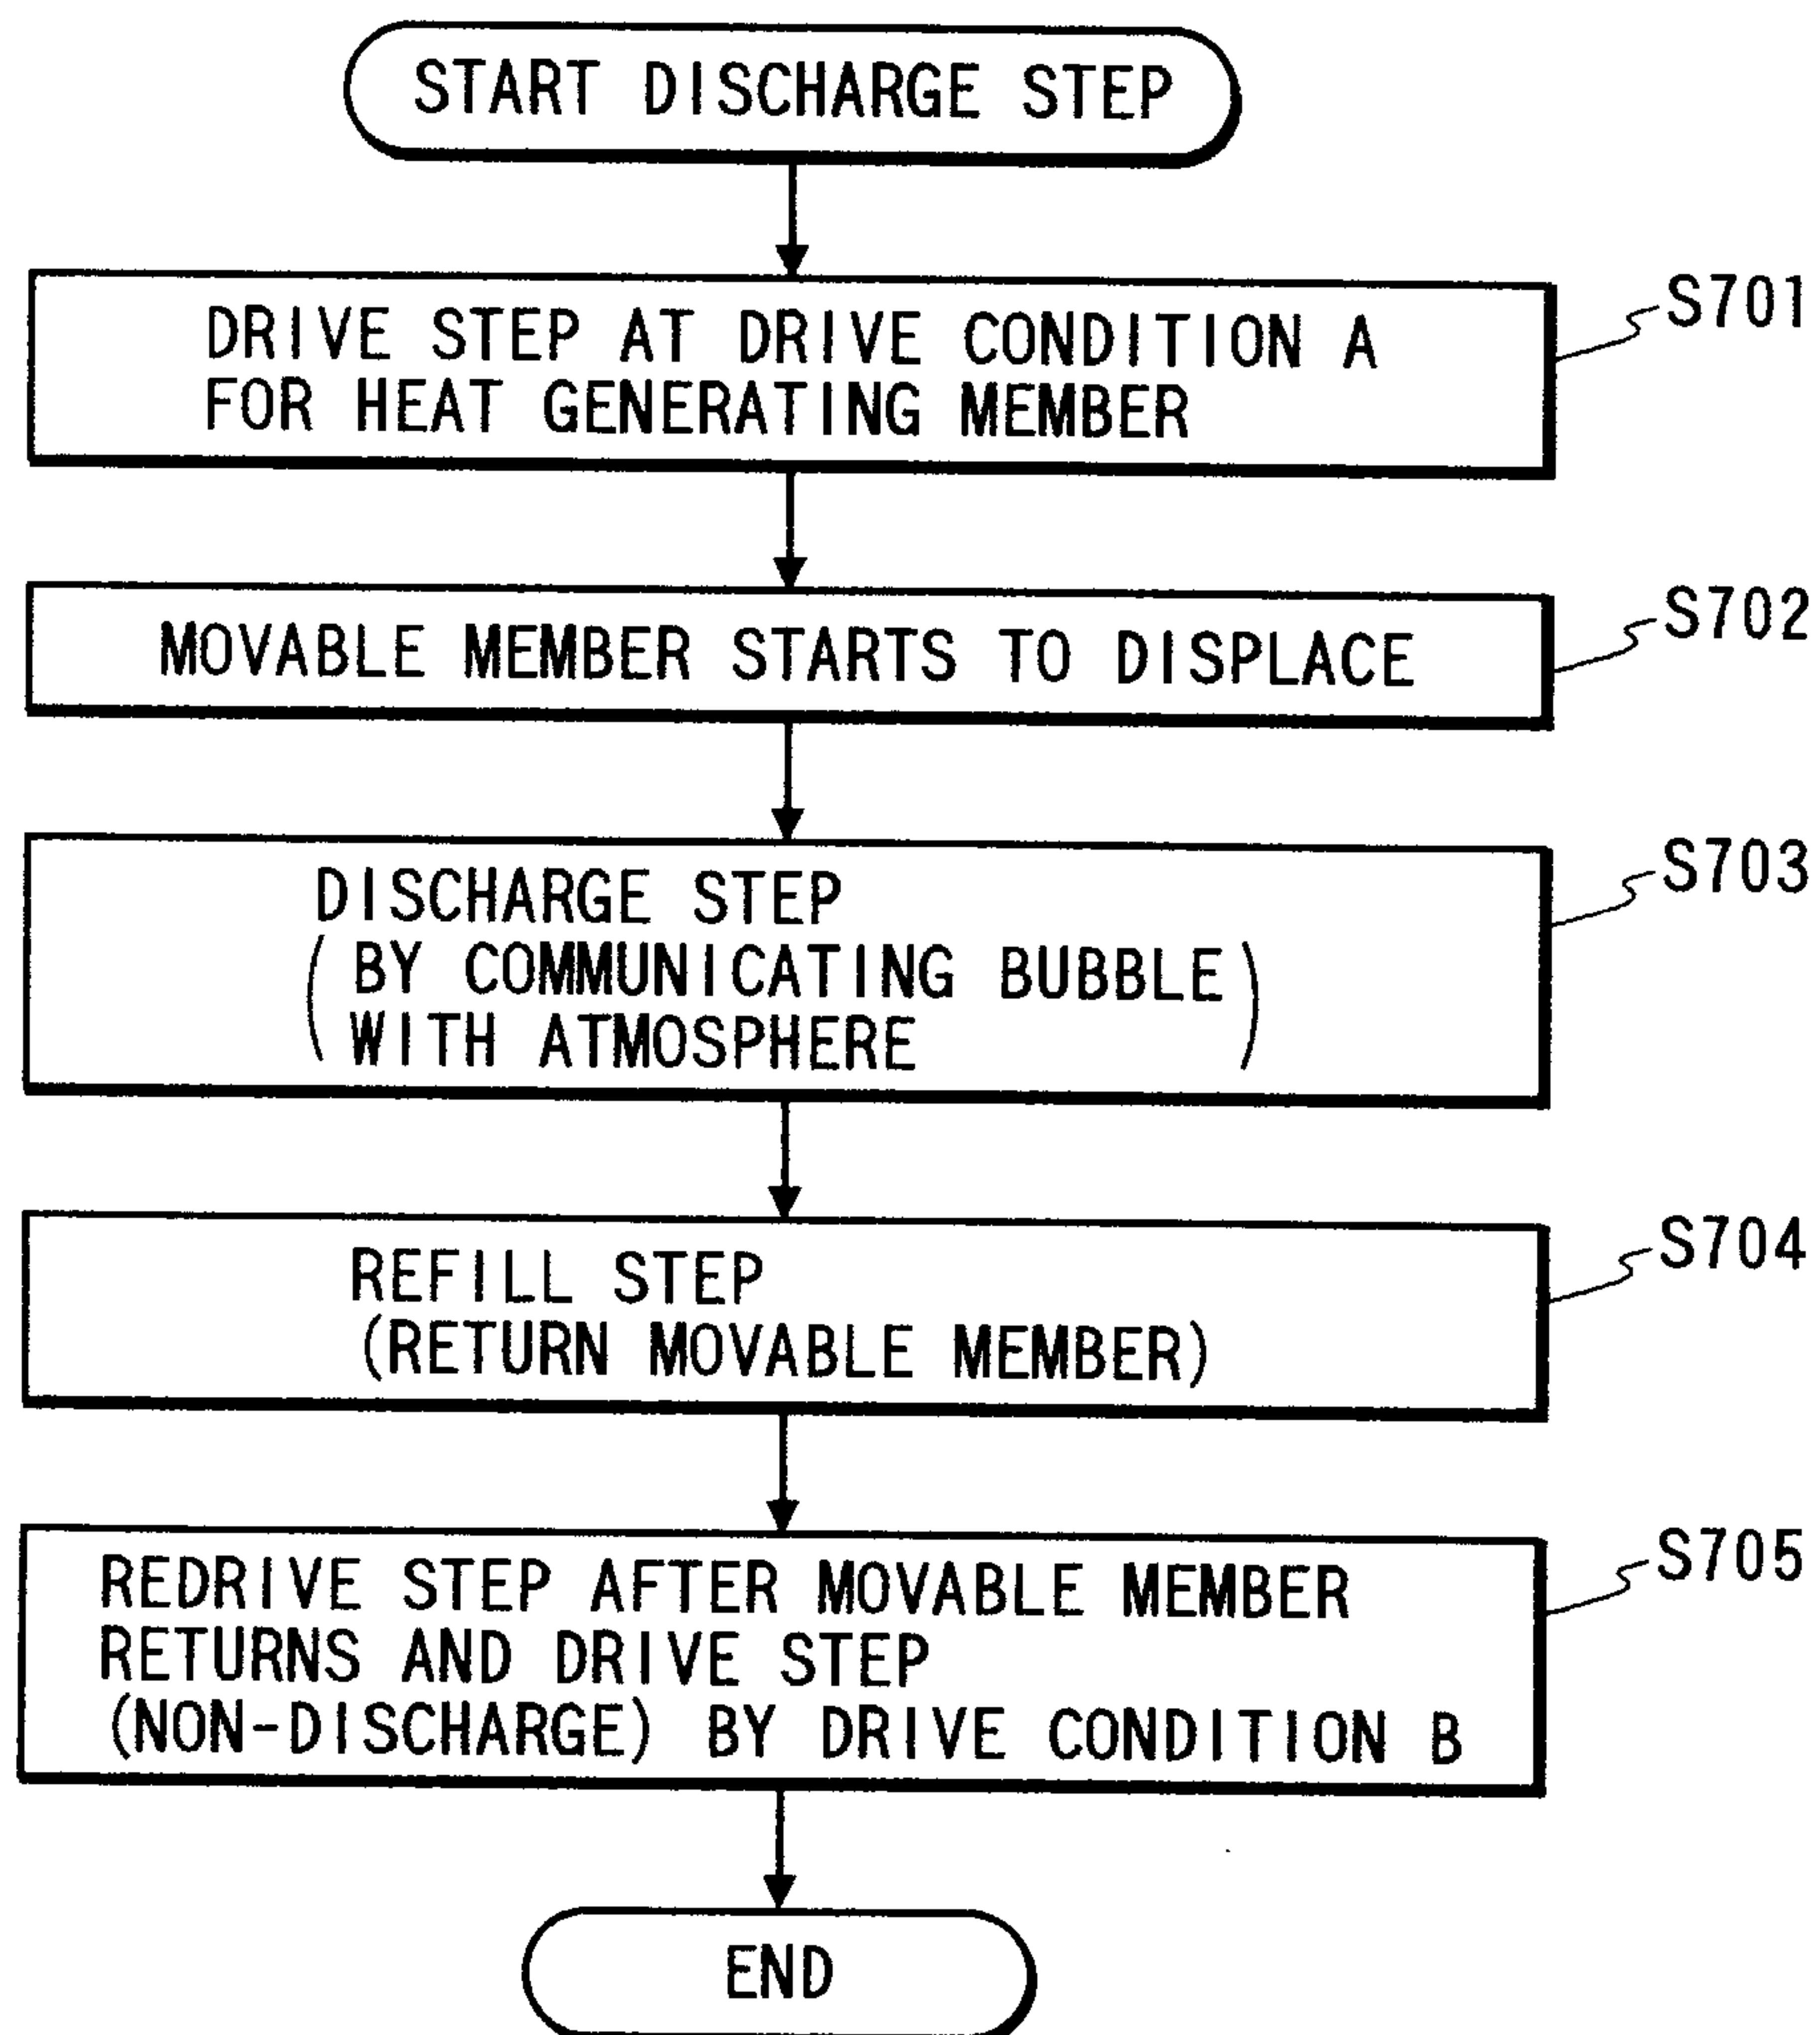 START DISCHARGE STEP
S701
DRIVE STEP AT DRIVE CONDITION A
FOR HEAT GENERATING MEMBER
S702
MOVABLE MEMBER STARTS TO DISPLACE
S703
DISCHARGE STEP
(BY COMMUNICATING BUBBLE
WITH ATMOSPHERE)
S704
REFILL STEP
(RETURN MOVABLE MEMBER)
S705
REDRIVE STEP AFTER MOVABLE MEMBER
RETURNS AND DRIVE STEP
(NON-DISCHARGE) BY DRIVE CONDITION B
END